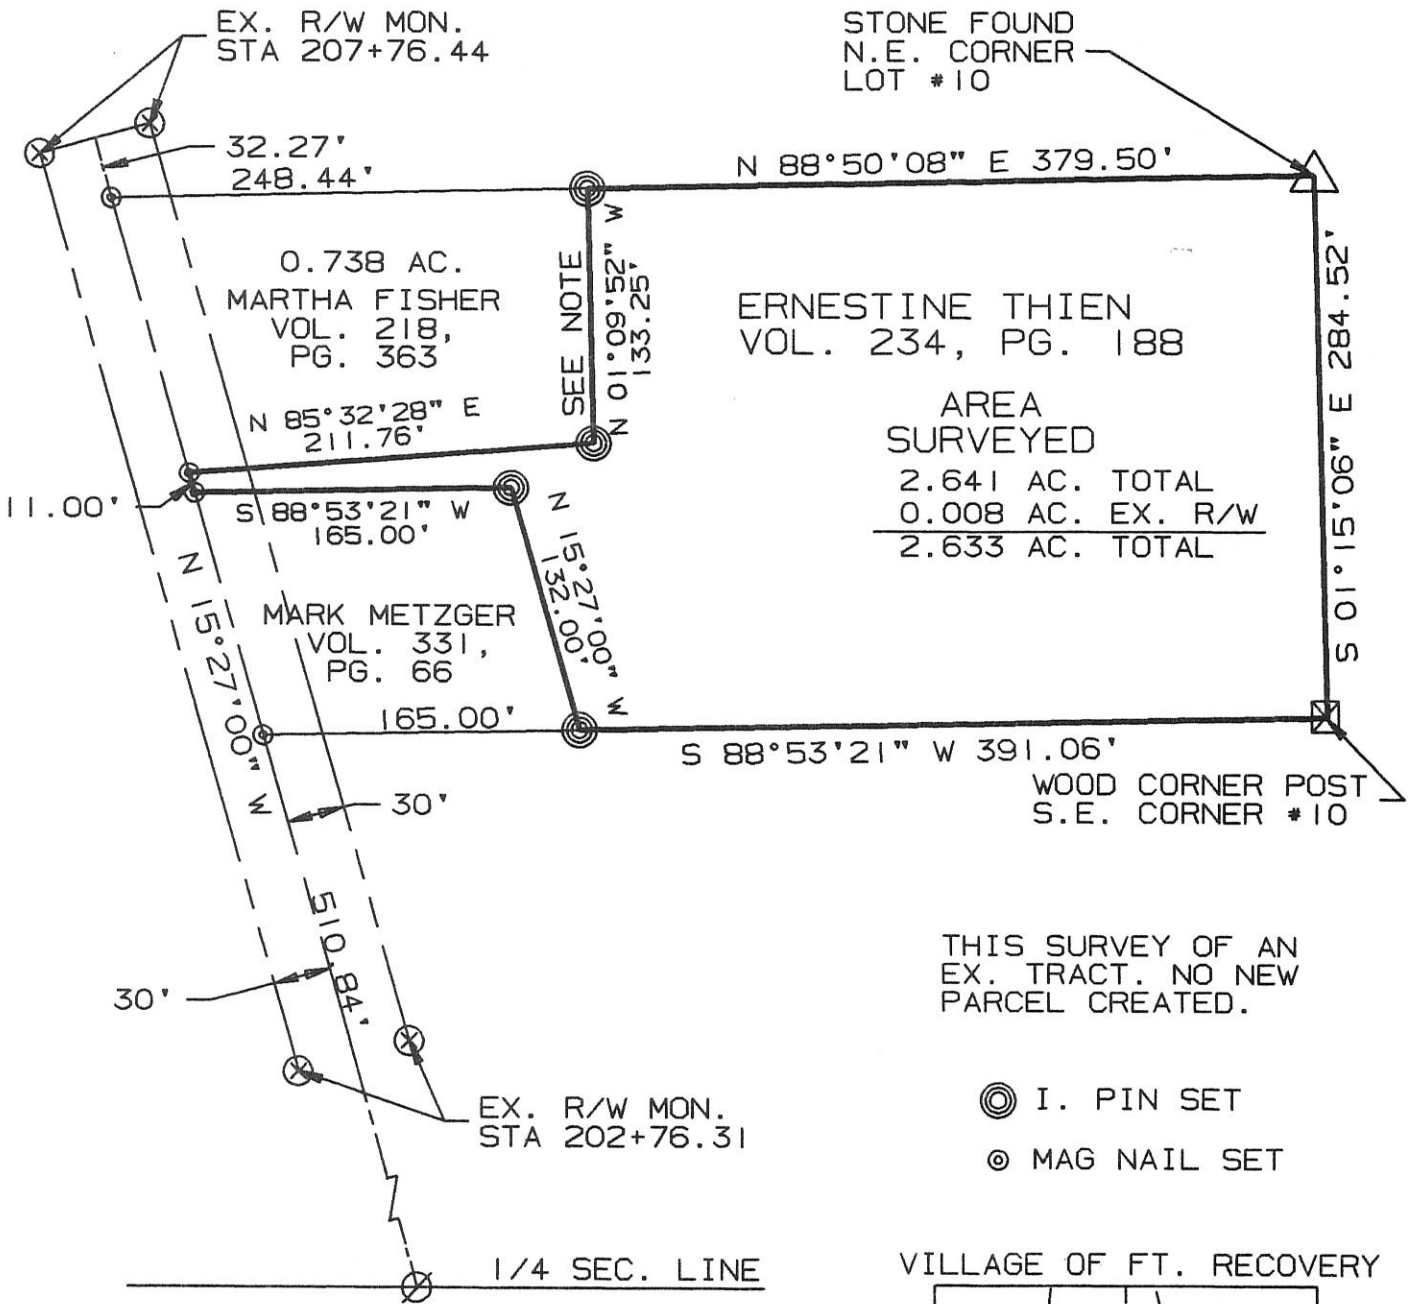 EX. R/W MON.
STA 207+76.44
STONE FOUND
N.E. CORNER
LOT #10
32.27'
248.44'
N 88°50'08" E 379.50'
0.738 AC.
MARTHA FISHER
VOL. 218,
PG. 363
SEE NOTE
N 01°09'52" W
133.25'
ERNESTINE THIEN
VOL. 234, PG. 188
AREA
SURVEYED
2.641 AC. TOTAL
0.008 AC. EX. R/W
2.633 AC. TOTAL
S 01°15'06" E 284.52'
N 85°32'28" E
211.76'
11.00'
S 88°53'21" W
165.00'
N 15°27'00" W
132.00'
N 15°27'00" W
MARK METZGER
VOL. 331,
PG. 66
165.00'
S 88°53'21" W 391.06'
WOOD CORNER POST
S.E. CORNER #10
30'
510.84'
30'
THIS SURVEY OF AN
EX. TRACT. NO NEW
PARCEL CREATED.
EX. R/W MON.
STA 202+76.31
I. PIN SET
MAG NAIL SET
1/4 SEC. LINE
VILLAGE OF FT. RECOVERY